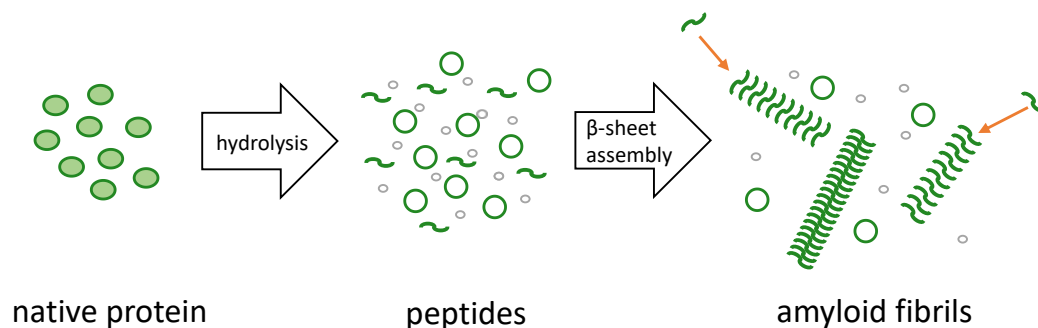 hydrolysis
β-sheet
assembly
native protein
peptides
amyloid fibrils